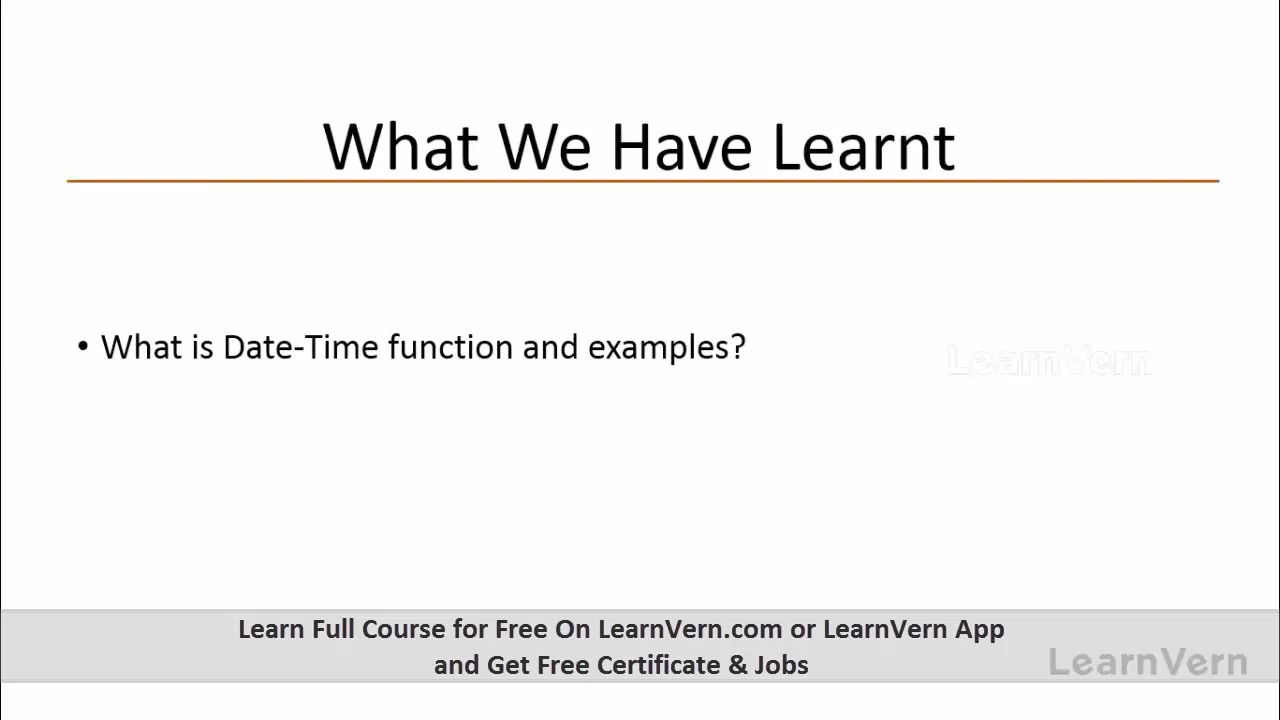 What We Have Learnt
• What is Date-Time function and examples?
LearnVern
Learn Full Course for Free On LearnVern.com or LearnVern App
and Get Free Certificate & Jobs
LearnVern